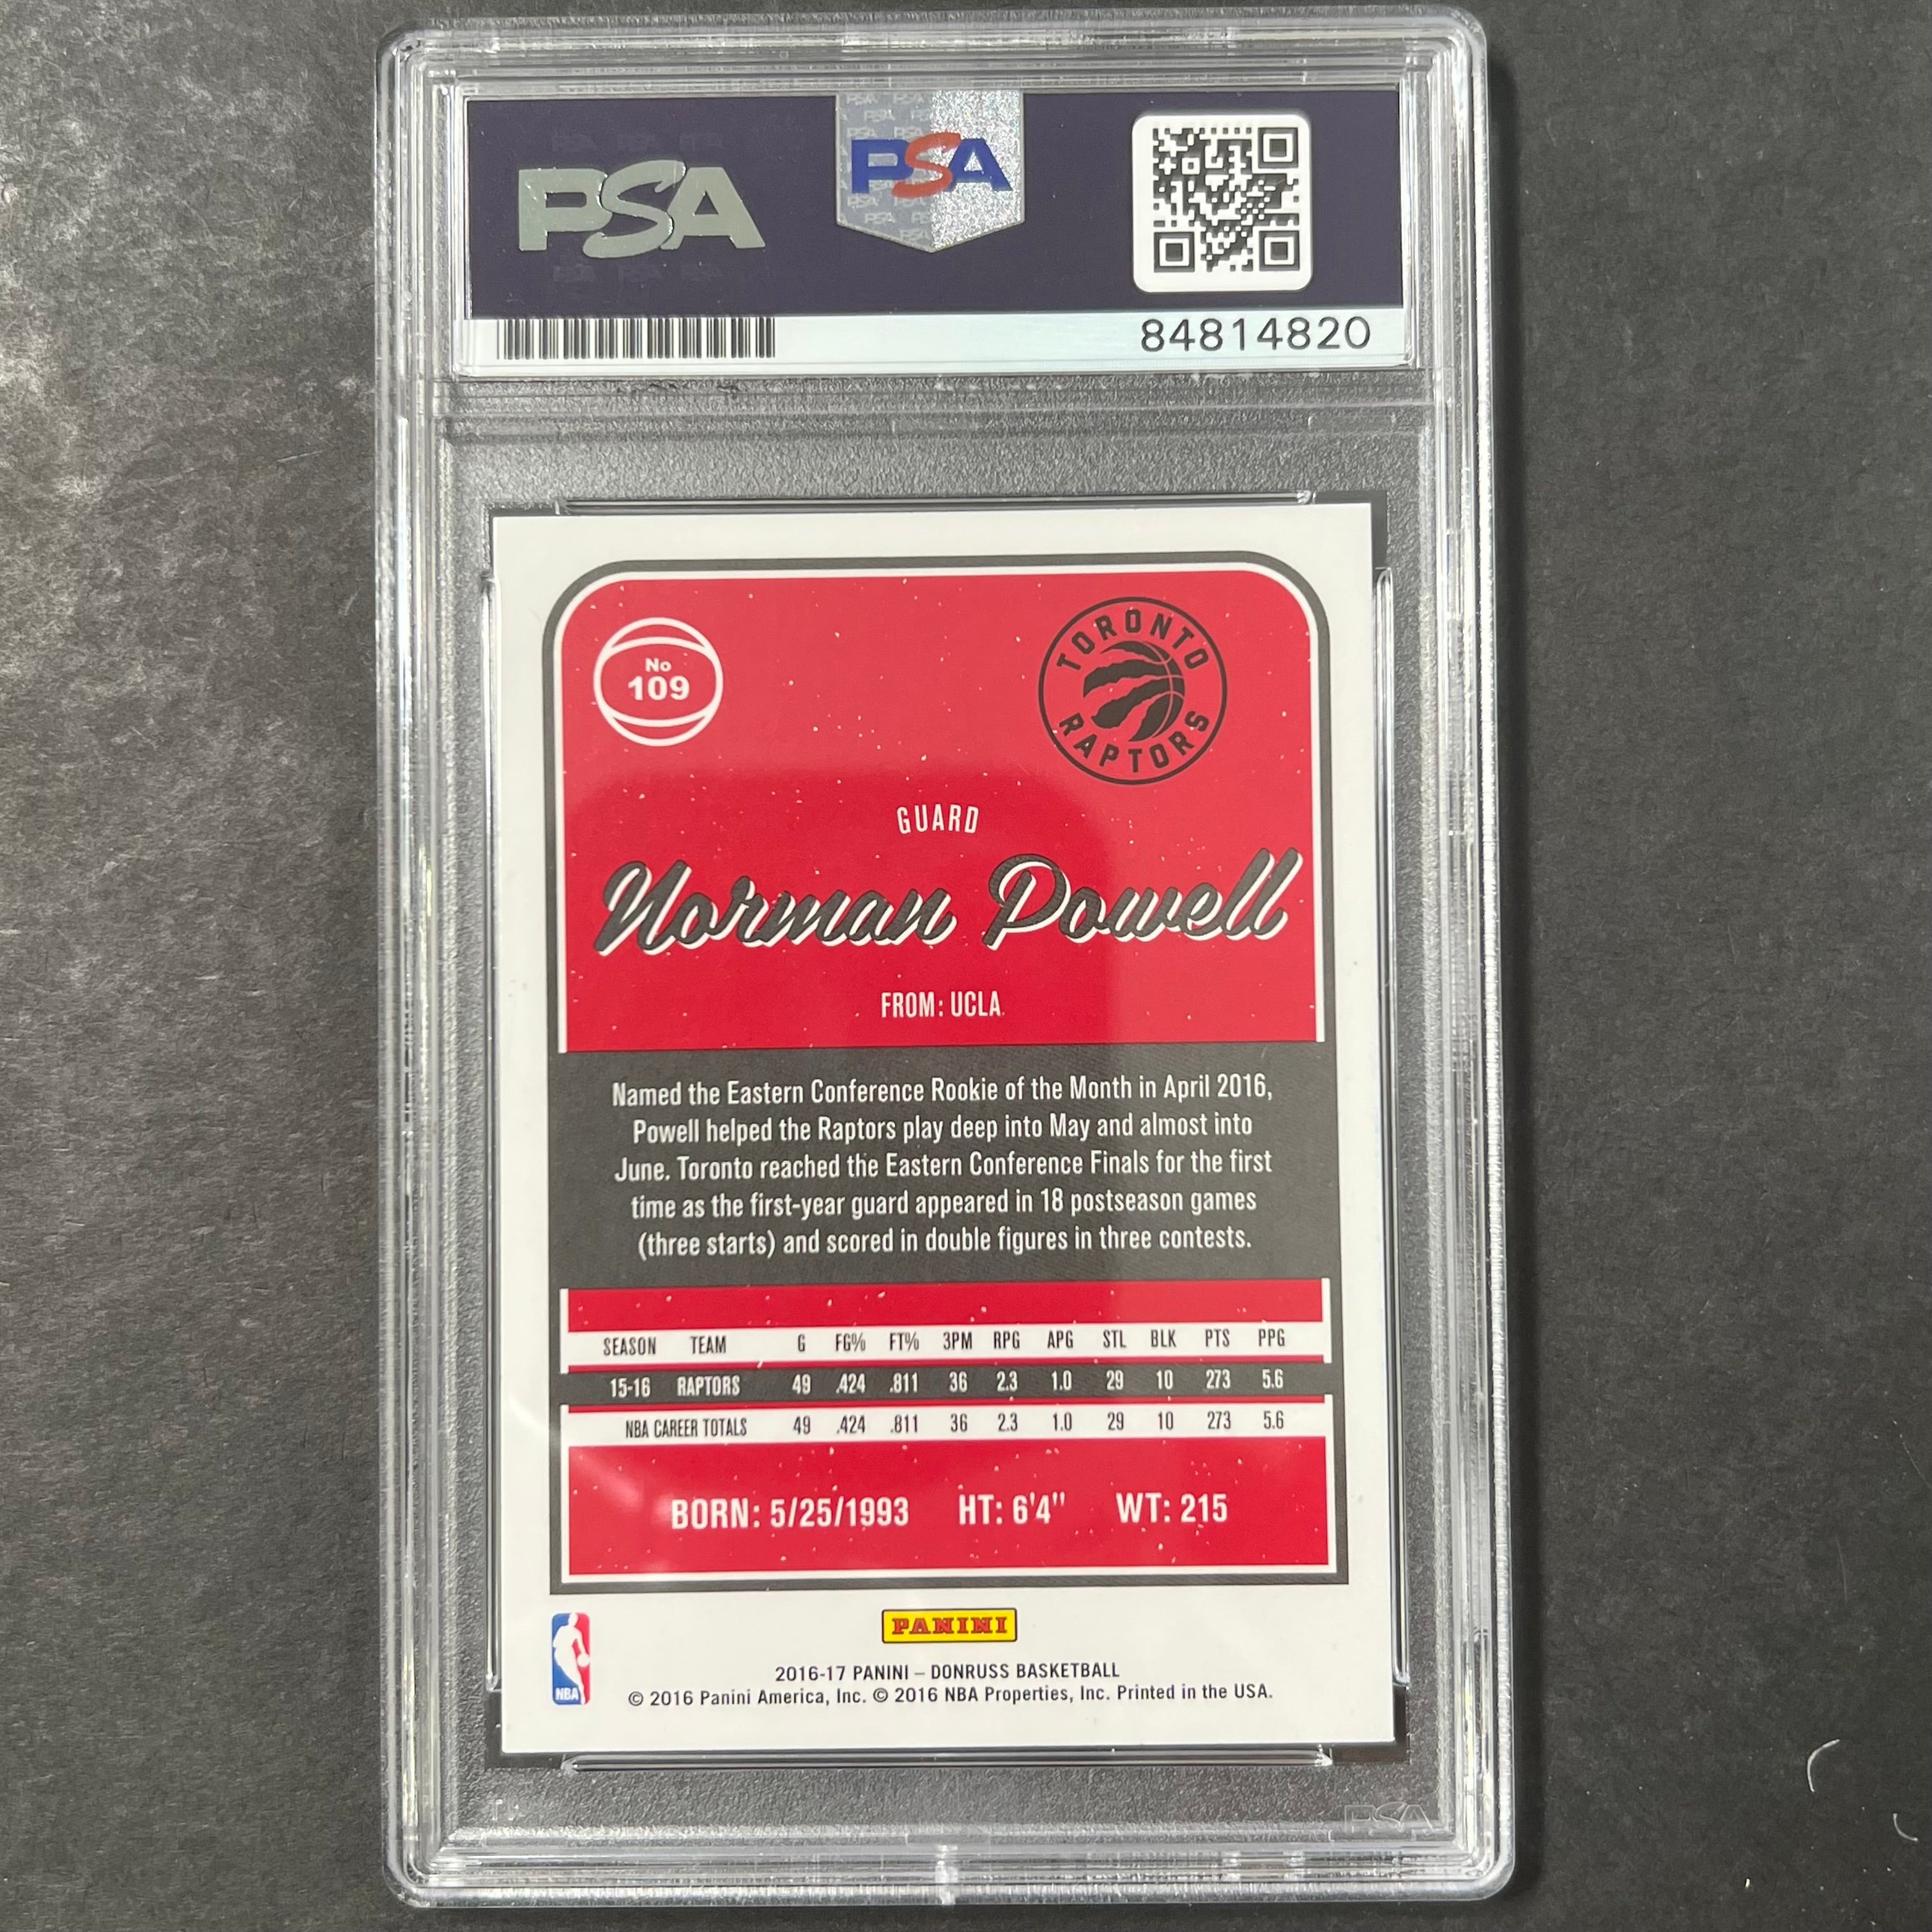 PSA
PSA
84814820
No
109
TORONTO
RAPTORS
GUARD
Norman Powell
FROM: UCLA
Named the Eastern Conference Rookie of the Month in April 2016,
Powell helped the Raptors play deep into May and almost into
June. Toronto reached the Eastern Conference Finals for the first
time as the first-year guard appeared in 18 postseason games
(three starts) and scored in double figures in three contests.
SEASON TEAM G FG% FT% 3PM RPG APG STL BLK PTS PPG
15-16 RAPTORS 49 .424 .811 36 2.3 1.0 29 10 273 5.6
NBA CAREER TOTALS 49 .424 .811 36 2.3 1.0 29 10 273 5.6
BORN: 5/25/1993 HT: 6'4" WT: 215
PANINI
NBA
2016-17 PANINI – DONRUSS BASKETBALL
© 2016 Panini America, Inc. © 2016 NBA Properties, Inc. Printed in the USA.
PSA